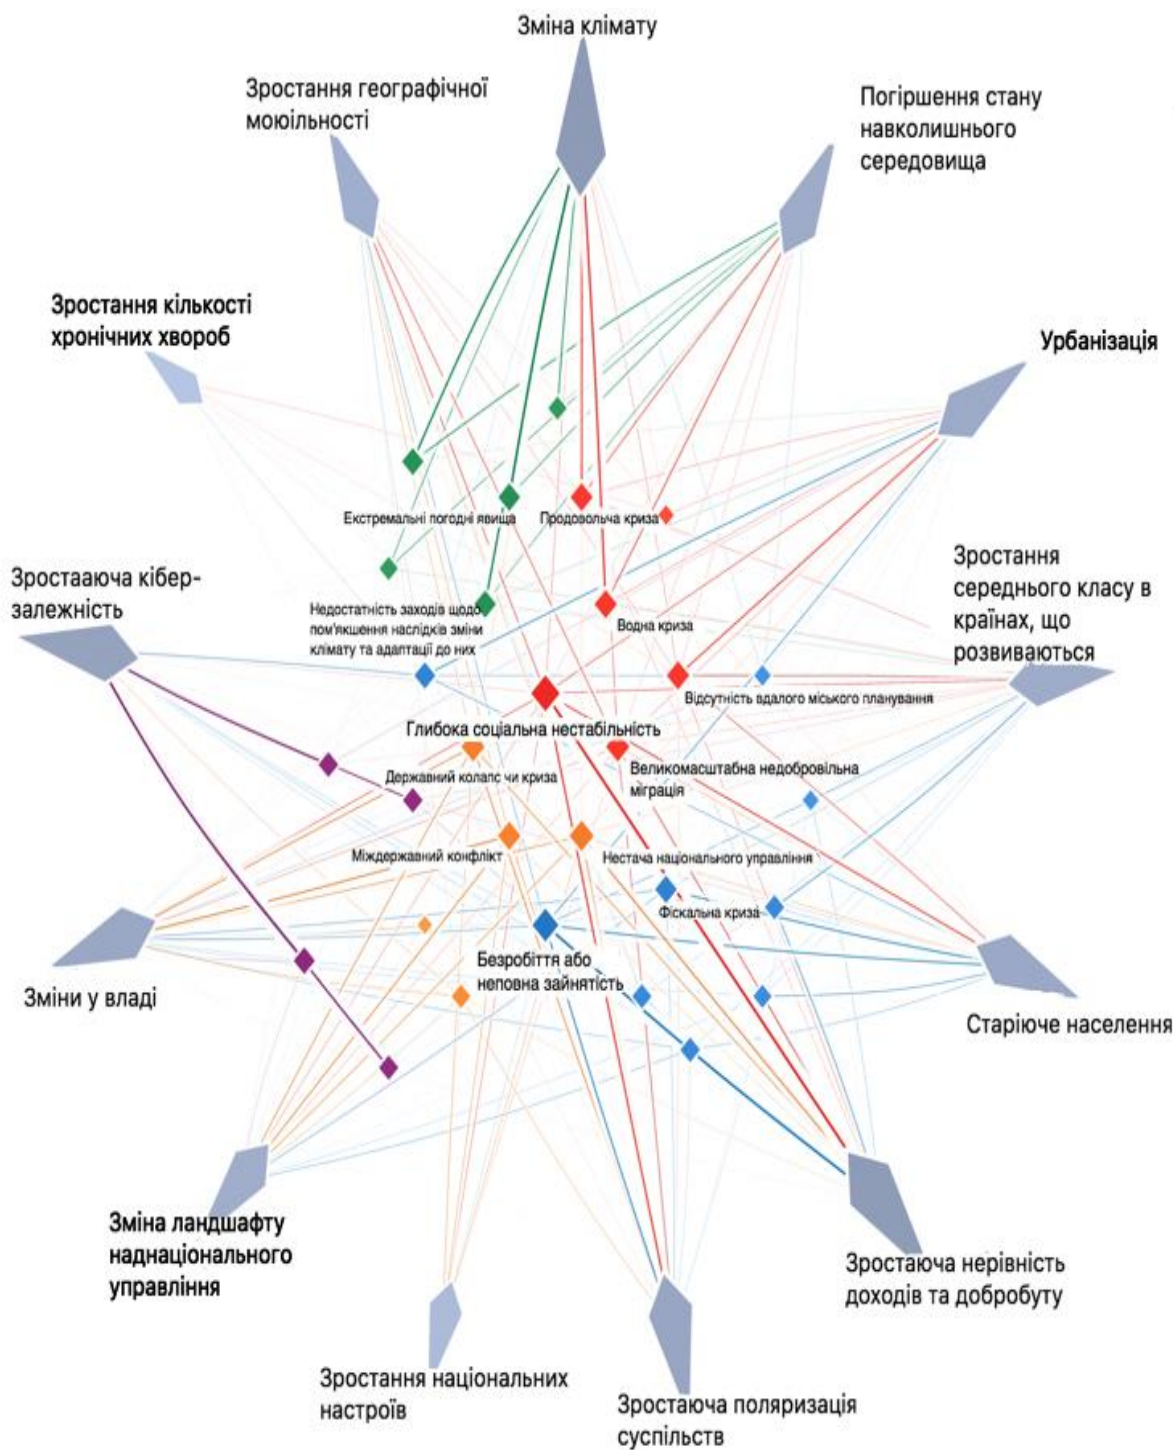 Зміна клімату
Зростання географічної
моюільності
Погіршення стану
навколишнього
середовища
Зростання кількості
хронічних хвороб
Урбанізація
Екстремальні погодні явища
Продовольча криза
Зростааюча кібер-
залежність
Зростання
середнього класу в
країнах, що
розвиваються
Недостатність заходів щодо
пом'якшення наслідків зміни
клімату та адаптації до них
Водна криза
Відсутність вдалого міського планування
Глибока соціальна нестабільність
Державний колапс чи криза
Великомасштабна недобровільна
міграція
Міждержавний конфлікт
Нестача національного управління
Фіскальна криза
Безробіття або
неповна зайнятість
Зміни у владі
Старіюче населення
Зміна ландшафту
наднаціонального
управління
Зростаюча нерівність
доходів та добробуту
Зростання національних
настроїв
Зростаюча поляризація
суспільств